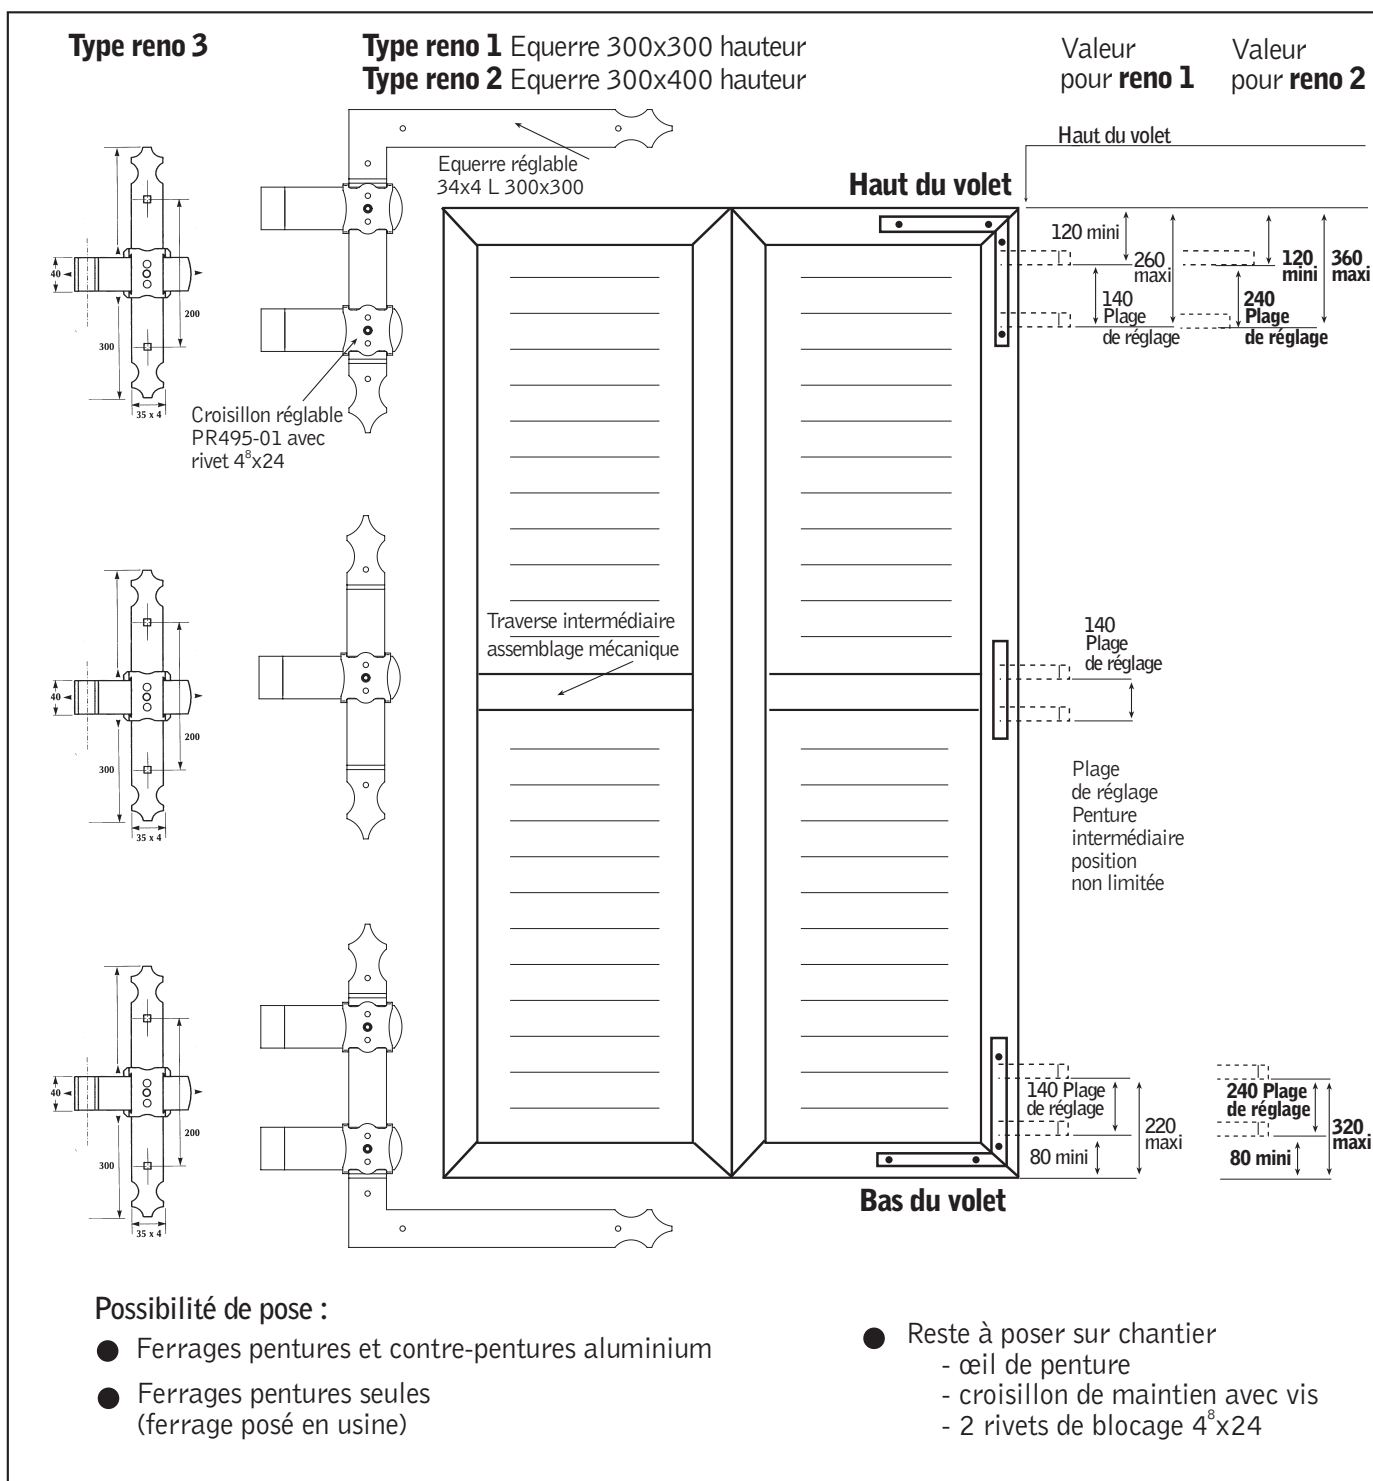 Type reno 3
Type reno 1 Equerre 300x300 hauteur
Type reno 2 Equerre 300x400 hauteur
Valeur
pour reno 1
Valeur
pour reno 2
Haut du volet
Equerre réglable
34x4 L 300x300
Haut du volet
120 mini
260
maxi
140
Plage
de réglage
120
mini
360
maxi
240
Plage
de réglage
40
200
300
35 x 4
Croisillon réglable
PR495-01 avec
rivet 4⁸x24
Traverse intermédiaire
assemblage mécanique
140
Plage
de réglage
40
200
300
35 x 4
Plage
de réglage
Penture
intermédiaire
position
non limitée
40
200
300
35 x 4
140 Plage
de réglage
220
maxi
80 mini
240 Plage
de réglage
320
maxi
80 mini
Bas du volet
Possibilité de pose :
● Ferrages pentures et contre-pentures aluminium
● Ferrages pentures seules
(ferrage posé en usine)
● Reste à poser sur chantier
- œil de penture
- croisillon de maintien avec vis
- 2 rivets de blocage 4⁸x24